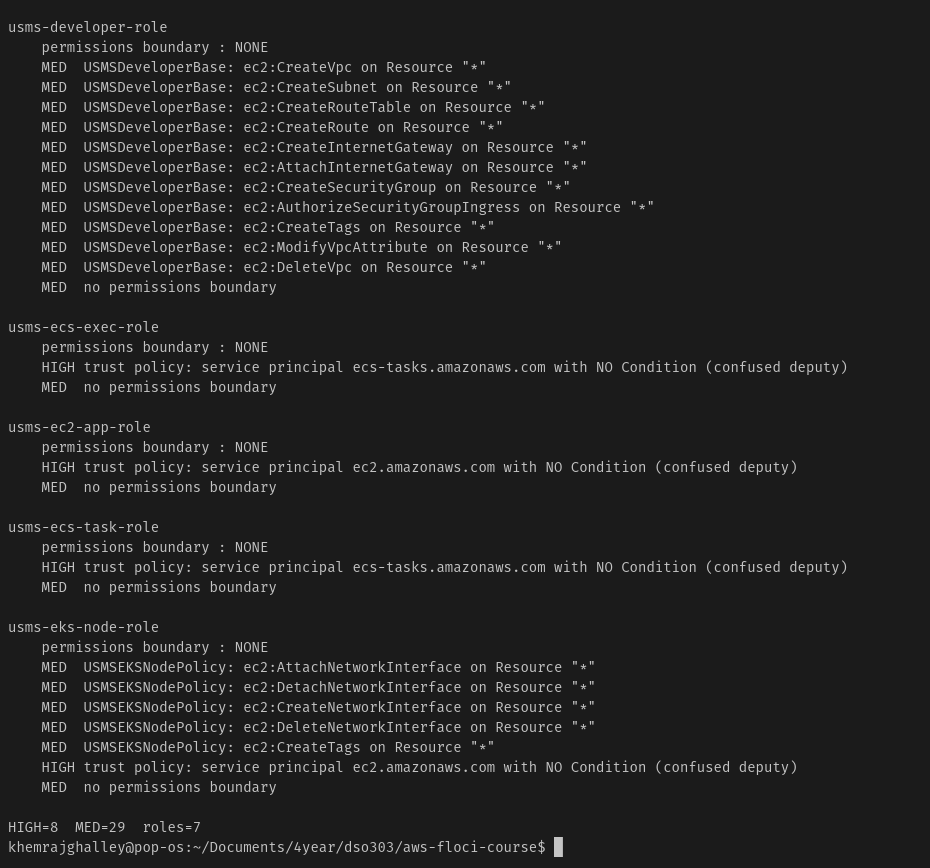 usms-developer-role
    permissions boundary : NONE
    MED  USMSDeveloperBase: ec2:CreateVpc on Resource "*"
    MED  USMSDeveloperBase: ec2:CreateSubnet on Resource "*"
    MED  USMSDeveloperBase: ec2:CreateRouteTable on Resource "*"
    MED  USMSDeveloperBase: ec2:CreateRoute on Resource "*"
    MED  USMSDeveloperBase: ec2:CreateInternetGateway on Resource "*"
    MED  USMSDeveloperBase: ec2:AttachInternetGateway on Resource "*"
    MED  USMSDeveloperBase: ec2:CreateSecurityGroup on Resource "*"
    MED  USMSDeveloperBase: ec2:AuthorizeSecurityGroupIngress on Resource "*"
    MED  USMSDeveloperBase: ec2:CreateTags on Resource "*"
    MED  USMSDeveloperBase: ec2:ModifyVpcAttribute on Resource "*"
    MED  USMSDeveloperBase: ec2:DeleteVpc on Resource "*"
    MED  no permissions boundary

usms-ecs-exec-role
    permissions boundary : NONE
    HIGH trust policy: service principal ecs-tasks.amazonaws.com with NO Condition (confused deputy)
    MED  no permissions boundary

usms-ec2-app-role
    permissions boundary : NONE
    HIGH trust policy: service principal ec2.amazonaws.com with NO Condition (confused deputy)
    MED  no permissions boundary

usms-ecs-task-role
    permissions boundary : NONE
    HIGH trust policy: service principal ecs-tasks.amazonaws.com with NO Condition (confused deputy)
    MED  no permissions boundary

usms-eks-node-role
    permissions boundary : NONE
    MED  USMSEKSNodePolicy: ec2:AttachNetworkInterface on Resource "*"
    MED  USMSEKSNodePolicy: ec2:DetachNetworkInterface on Resource "*"
    MED  USMSEKSNodePolicy: ec2:CreateNetworkInterface on Resource "*"
    MED  USMSEKSNodePolicy: ec2:DeleteNetworkInterface on Resource "*"
    MED  USMSEKSNodePolicy: ec2:CreateTags on Resource "*"
    HIGH trust policy: service principal ec2.amazonaws.com with NO Condition (confused deputy)
    MED  no permissions boundary

HIGH=8  MED=29  roles=7
khemrajghalley@pop-os:~/Documents/4year/dso303/aws-floci-course$